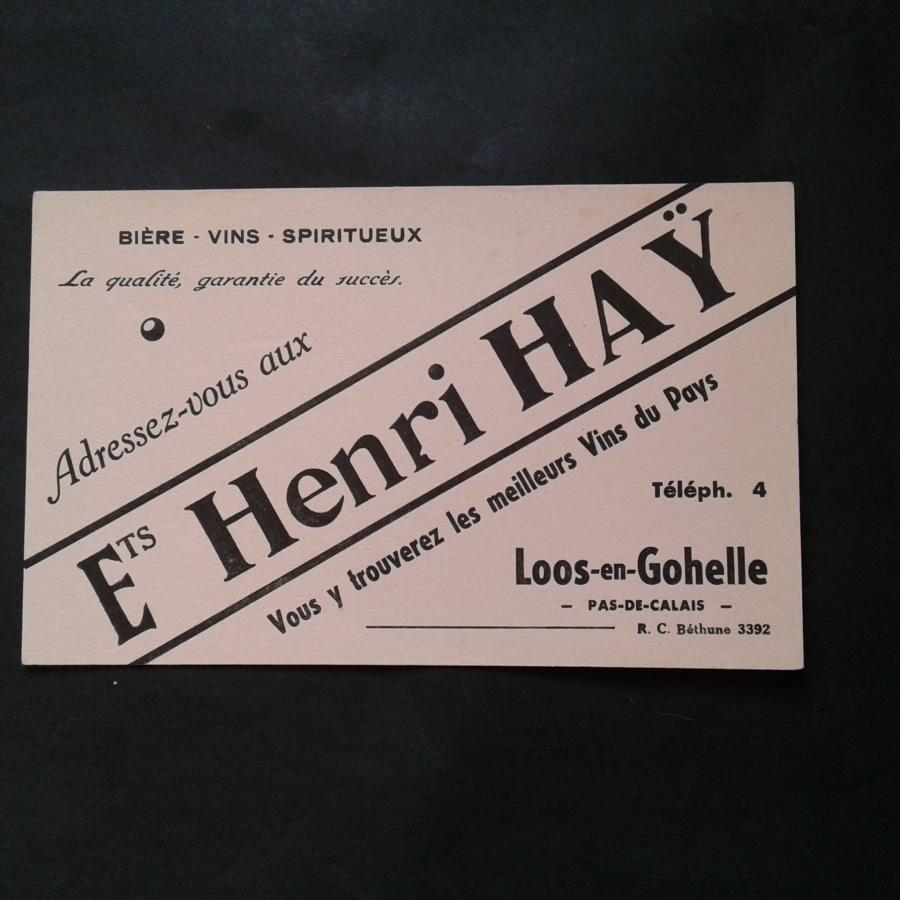 BIÈRE - VINS - SPIRITUEUX
La qualité, garantie du succès.
Adressez-vous aux
ETS Henri HAŸ
Vous y trouverez les meilleurs Vins du Pays
Téléph. 4
Loos-en-Gohelle
— PAS-DE-CALAIS —
R. C. Béthune 3392